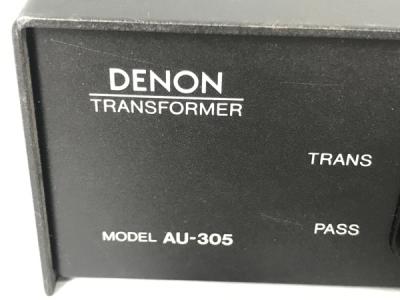 DENON
TRANSFORMER
TRANS
PASS
MODEL AU-305